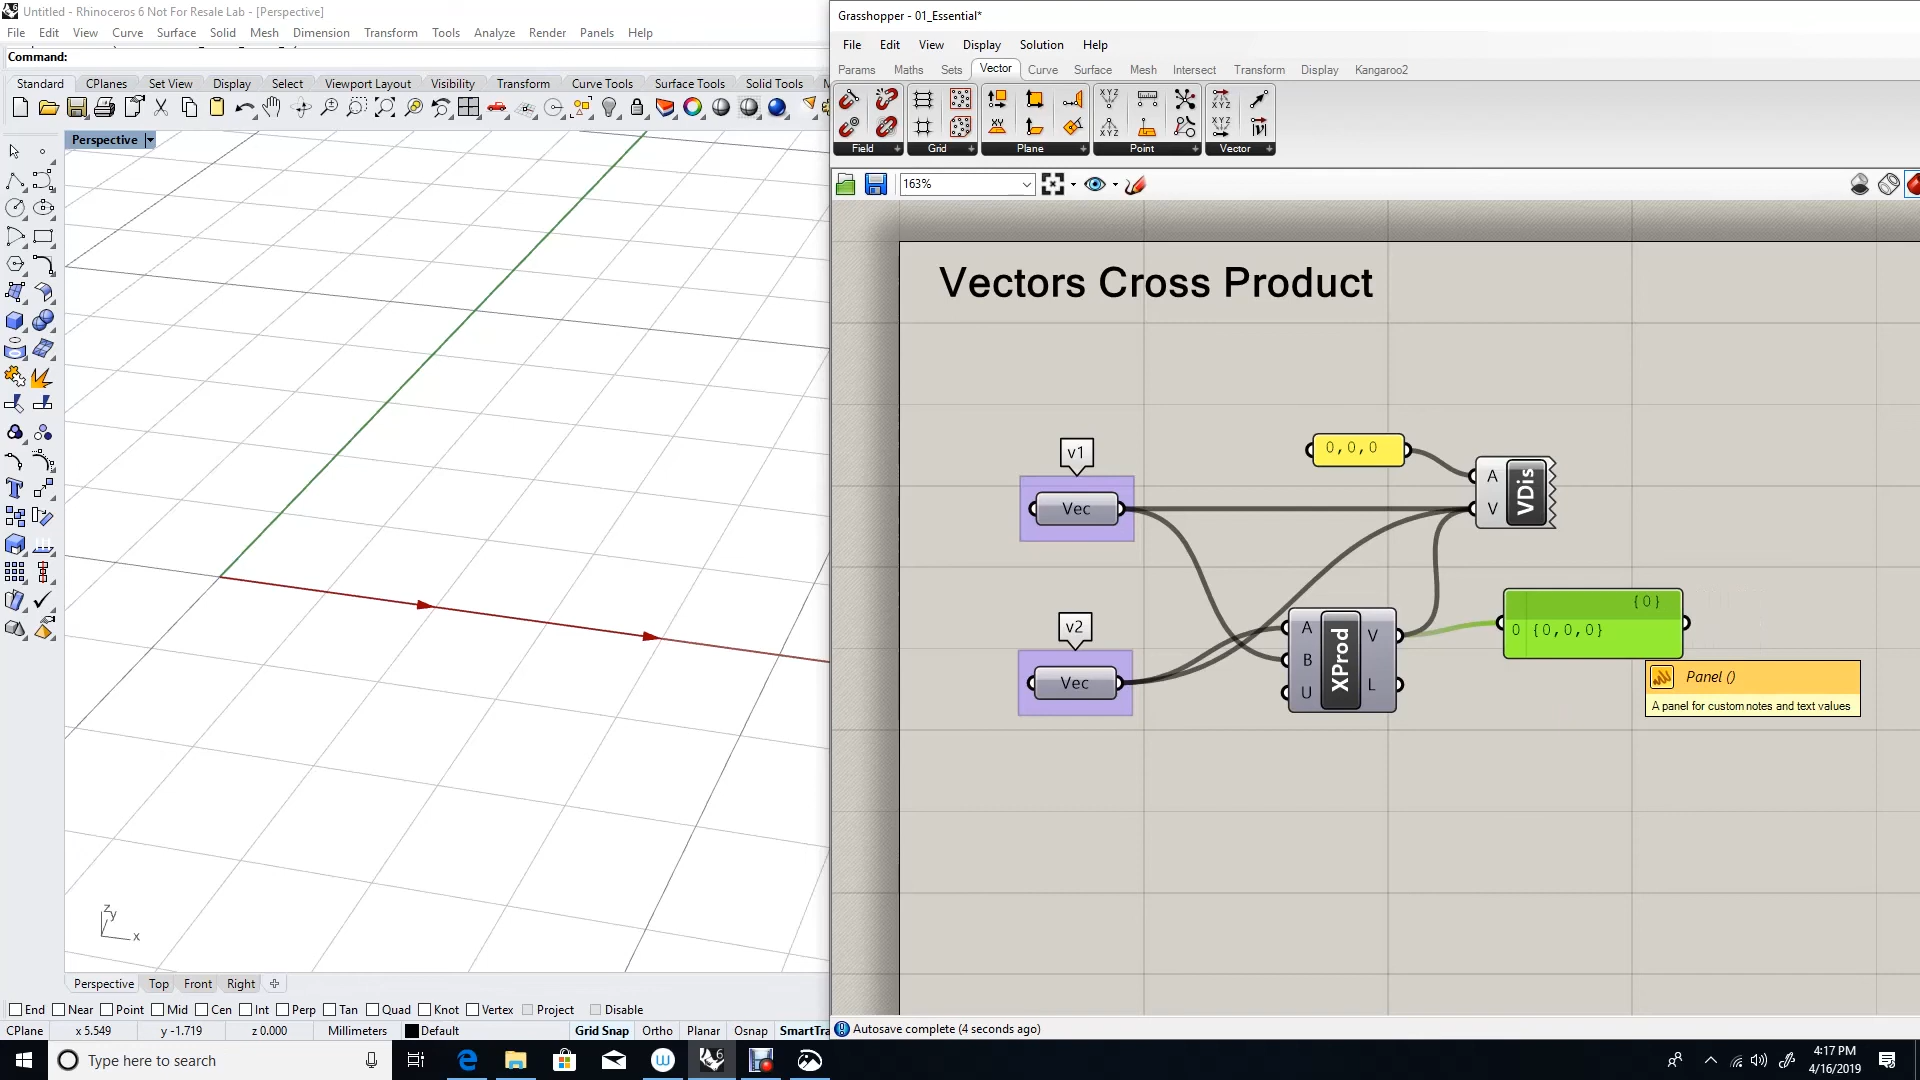 Untitled - Rhinoceros 6 Not For Resale Lab - [Perspective]
File Edit View Curve Surface Solid Mesh Dimension Transform Tools Analyze Render Panels Help
Command:
Standard CPlanes Set View Display Select Viewport Layout Visibility Transform Curve Tools Surface Tools Solid Tools
Perspective
z
y
x
Perspective Top Front Right
End Near Point Mid Cen Int Perp Tan Quad Knot Vertex Project Disable
CPlane x 5.549 y -1.719 z 0.000 Millimeters Default Grid Snap Ortho Planar Osnap SmartTra
Grasshopper - 01_Essential*
File Edit View Display Solution Help
Params Maths Sets Vector Curve Surface Mesh Intersect Transform Display Kangaroo2
Field Grid Plane Point Vector
163%
Vectors Cross Product
v1
Vec
0,0,0
A
V
VDis
v2
Vec
A
B
U
XProd
V
L
{0}
0 {0,0,0}
Panel ()
A panel for custom notes and text values
Autosave complete (4 seconds ago)
Type here to search
4:17 PM
4/16/2019